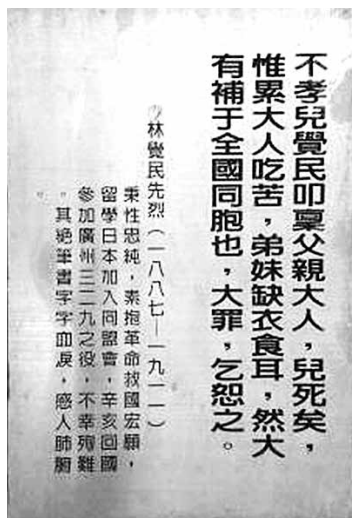 不孝兒覺民叩稟父親大人,兒死矣,
惟累大人吃苦,弟妹缺衣食耳,然大
有補于全國同胞也,大罪,乞恕之。
林覺民先烈(一八八七—一九一一)
秉性忠純,素抱革命救國宏願,
留學日本加入同盟會,辛亥回國
參加廣州三二九之役,不幸殉難
。其絕筆書字字血淚,感人肺腑
。